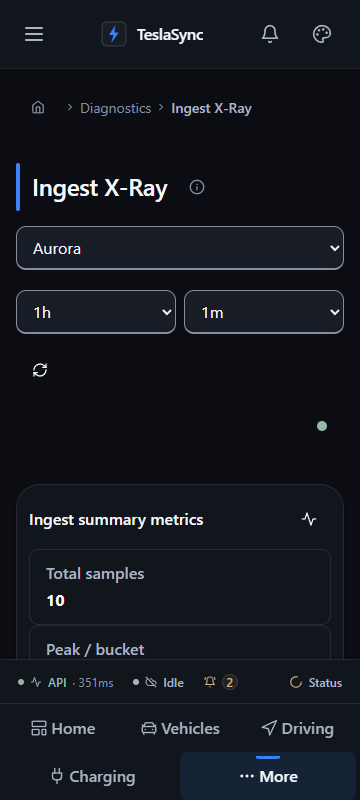 TeslaSync
Diagnostics Ingest X-Ray
Ingest X-Ray
Aurora
1h 1m
Ingest summary metrics
Total samples
10
Peak / bucket
API · 351ms Idle 2 Status
Home Vehicles Driving
Charging More